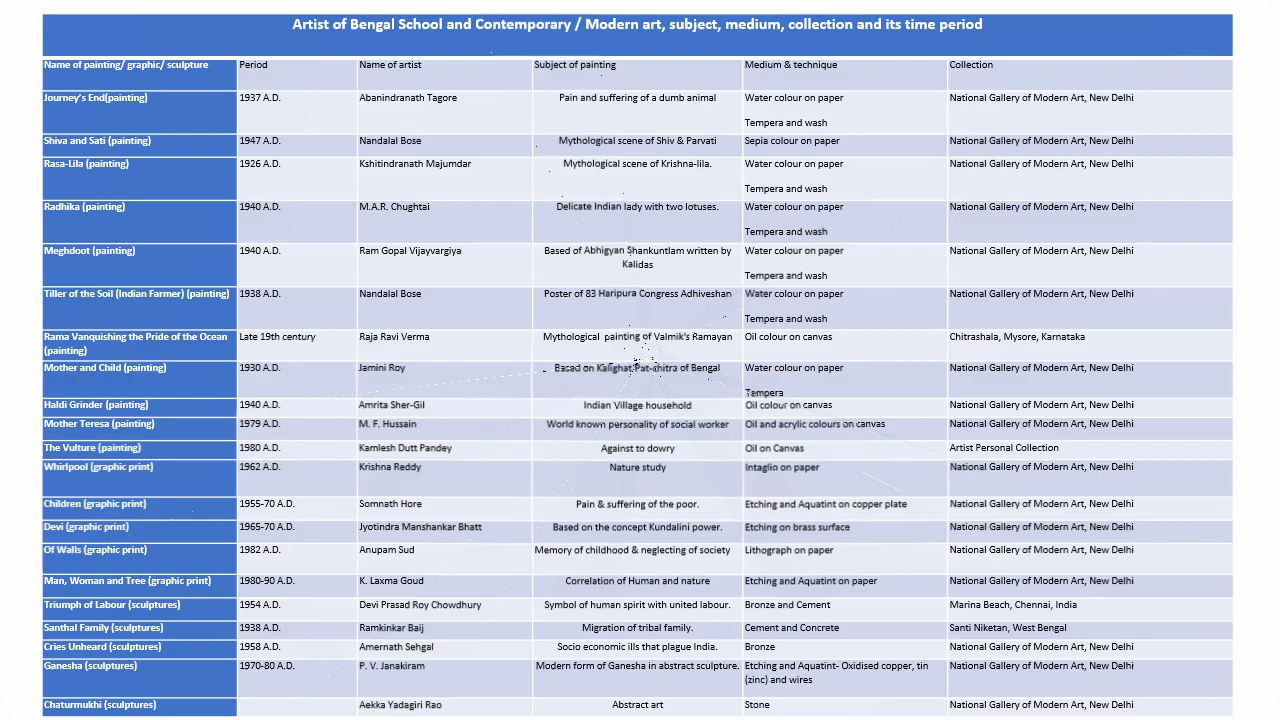 Artist of Bengal School and Contemporary / Modern art, subject, medium, collection and its time period
Name of painting/ graphic/ sculpture Period Name of artist Subject of painting Medium & technique Collection
Journey's End(painting) 1937 A.D. Abanindranath Tagore Pain and suffering of a dumb animal Water colour on paper National Gallery of Modern Art, New Delhi
Tempera and wash
Shiva and Sati (painting) 1947 A.D. Nandalal Bose Mythological scene of Shiv & Parvati Sepia colour on paper National Gallery of Modern Art, New Delhi
Rasa-Lila (painting) 1926 A.D. Kshitindranath Majumdar Mythological scene of Krishna-lila. Water colour on paper National Gallery of Modern Art, New Delhi
Tempera and wash
Radhika (painting) 1940 A.D. M.A.R. Chughtai Delicate Indian lady with two lotuses. Water colour on paper National Gallery of Modern Art, New Delhi
Tempera and wash
Meghdoot (painting) 1940 A.D. Ram Gopal Vijayvargiya Based of Abhigyan Shankuntlam written by Water colour on paper National Gallery of Modern Art, New Delhi
Kalidas
Tempera and wash
Tiller of the Soil (Indian Farmer) (painting) 1938 A.D. Nandalal Bose Poster of 83 Haripura Congress Adhiveshan Water colour on paper National Gallery of Modern Art, New Delhi
Tempera and wash
Rama Vanquishing the Pride of the Ocean Late 19th century Raja Ravi Verma Mythological painting of Valmik's Ramayan Oil colour on canvas Chitrashala, Mysore, Karnataka
(painting)
Mother and Child (painting) 1930 A.D. Jamini Roy Based on Kalighat Pat-chitra of Bengal Water colour on paper National Gallery of Modern Art, New Delhi
Tempera
Haldi Grinder (painting) 1940 A.D. Amrita Sher-Gil Indian Village household Oil colour on canvas National Gallery of Modern Art, New Delhi
Mother Teresa (painting) 1979 A.D. M. F. Hussain World known personality of social worker Oil and acrylic colours on canvas National Gallery of Modern Art, New Delhi
The Vulture (painting) 1980 A.D. Kamlesh Dutt Pandey Against to dowry Oil on Canvas Artist Personal Collection
Whirlpool (graphic print) 1962 A.D. Krishna Reddy Nature study Intaglio on paper National Gallery of Modern Art, New Delhi
Children (graphic print) 1955-70 A.D. Somnath Hore Pain & suffering of the poor. Etching and Aquatint on copper plate National Gallery of Modern Art, New Delhi
Devi (graphic print) 1965-70 A.D. Jyotindra Manshankar Bhatt Based on the concept Kundalini power. Etching on brass surface National Gallery of Modern Art, New Delhi
Of Walls (graphic print) 1982 A.D. Anupam Sud Memory of childhood & neglecting of society Lithograph on paper National Gallery of Modern Art, New Delhi
Man, Woman and Tree (graphic print) 1980-90 A.D. K. Laxma Goud Correlation of Human and nature Etching and Aquatint on paper National Gallery of Modern Art, New Delhi
Triumph of Labour (sculptures) 1954 A.D. Devi Prasad Roy Chowdhury Symbol of human spirit with united labour. Bronze and Cement Marina Beach, Chennai, India
Santhal Family (sculptures) 1938 A.D. Ramkinkar Baij Migration of tribal family. Cement and Concrete Santi Niketan, West Bengal
Cries Unheard (sculptures) 1958 A.D. Amernath Sehgal Socio economic ills that plague India. Bronze National Gallery of Modern Art, New Delhi
Ganesha (sculptures) 1970-80 A.D. P. V. Janakiram Modern form of Ganesha in abstract sculpture. Etching and Aquatint- Oxidised copper, tin National Gallery of Modern Art, New Delhi
(zinc) and wires
Chaturmukhi (sculptures) Aekka Yadagiri Rao Abstract art Stone National Gallery of Modern Art, New Delhi